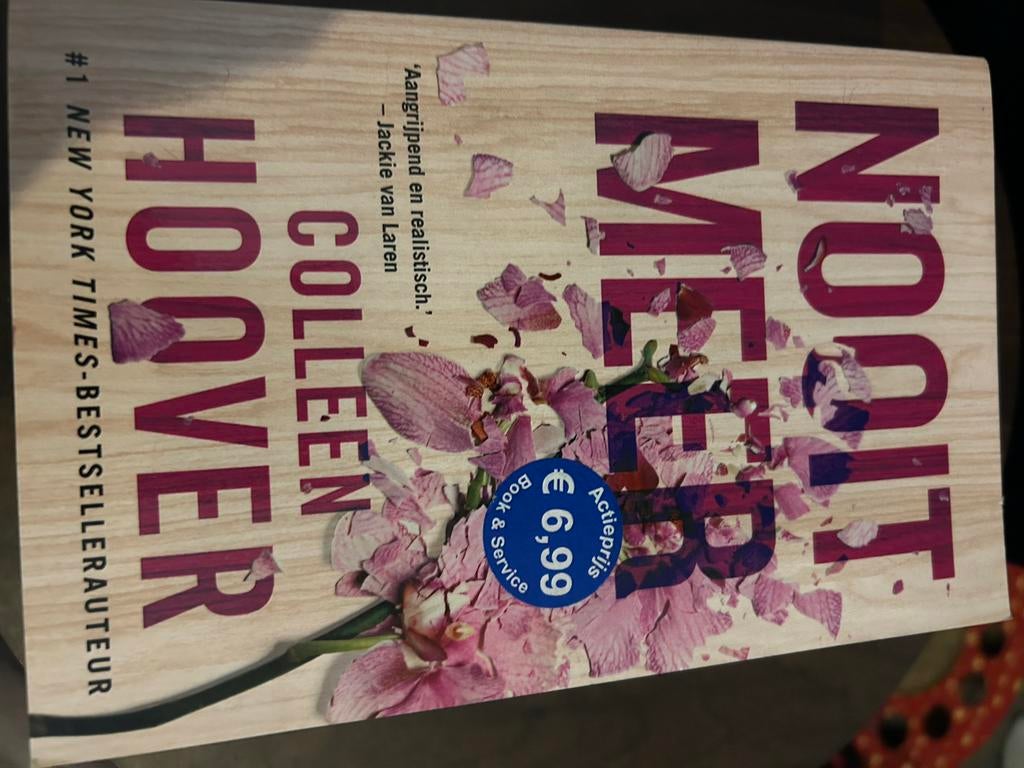 NOOIT
MEER
Actieprijs
€ 6,99
Book & Service
'Aangrijpend en realistisch.'
– Jackie van Laren
COLLEEN
HOOVER
#1 NEW YORK TIMES-BESTSELLERAUTEUR